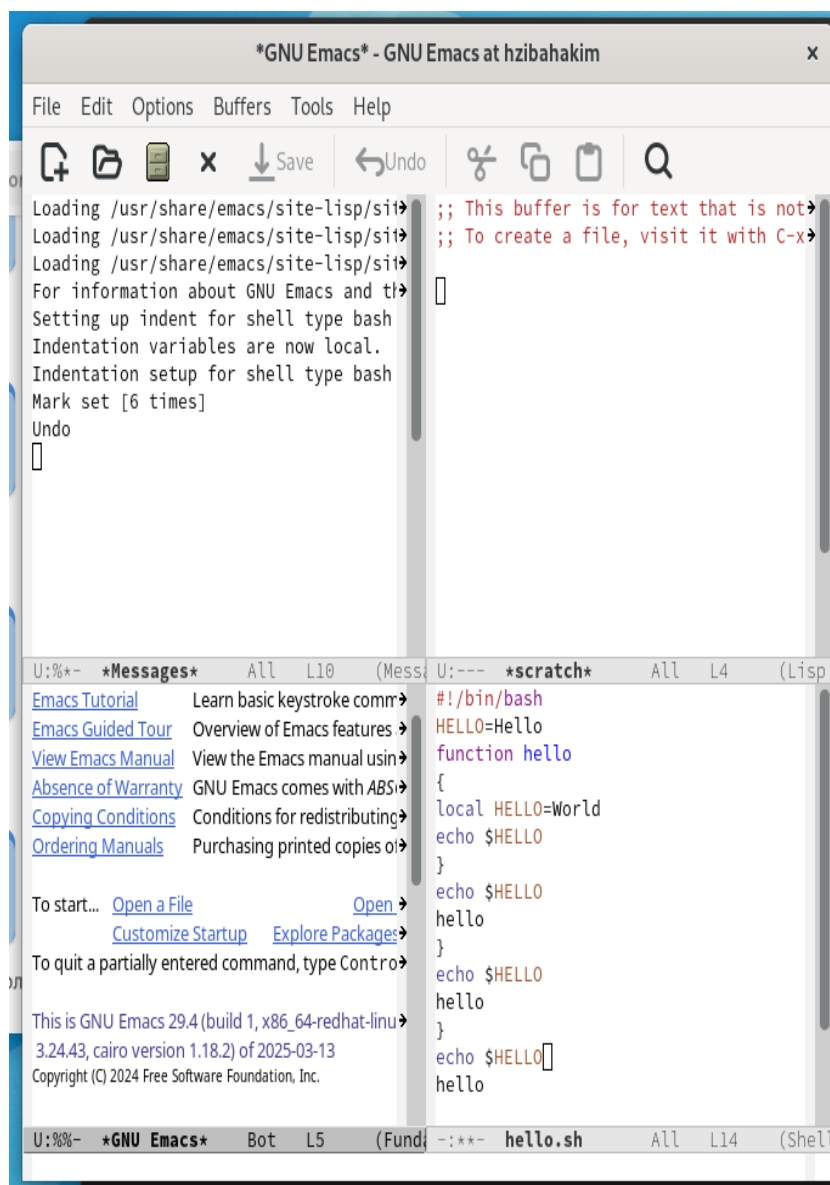 *GNU Emacs* - GNU Emacs at hzibahakim
File Edit Options Buffers Tools Help
Save Undo
Loading /usr/share/emacs/site-lisp/sit
Loading /usr/share/emacs/site-lisp/sit
Loading /usr/share/emacs/site-lisp/sit
For information about GNU Emacs and th
Setting up indent for shell type bash
Indentation variables are now local.
Indentation setup for shell type bash
Mark set [6 times]
Undo
U:%*- *Messages* All L10 (Messa
;; This buffer is for text that is not
;; To create a file, visit it with C-x
U:--- *scratch* All L4 (Lisp
Emacs Tutorial Learn basic keystroke comm
Emacs Guided Tour Overview of Emacs features
View Emacs Manual View the Emacs manual usin
Absence of Warranty GNU Emacs comes with ABS
Copying Conditions Conditions for redistributing
Ordering Manuals Purchasing printed copies of
To start... Open a File Open
Customize Startup Explore Packages
To quit a partially entered command, type Contro
This is GNU Emacs 29.4 (build 1, x86_64-redhat-linu
3.24.43, cairo version 1.18.2) of 2025-03-13
Copyright (C) 2024 Free Software Foundation, Inc.
U:%%- *GNU Emacs* Bot L5 (Funda
#!/bin/bash
HELLO=Hello
function hello
{
local HELLO=World
echo $HELLO
}
echo $HELLO
hello
}
echo $HELLO
hello
}
echo $HELLO
hello
-:**- hello.sh All L14 (Shell